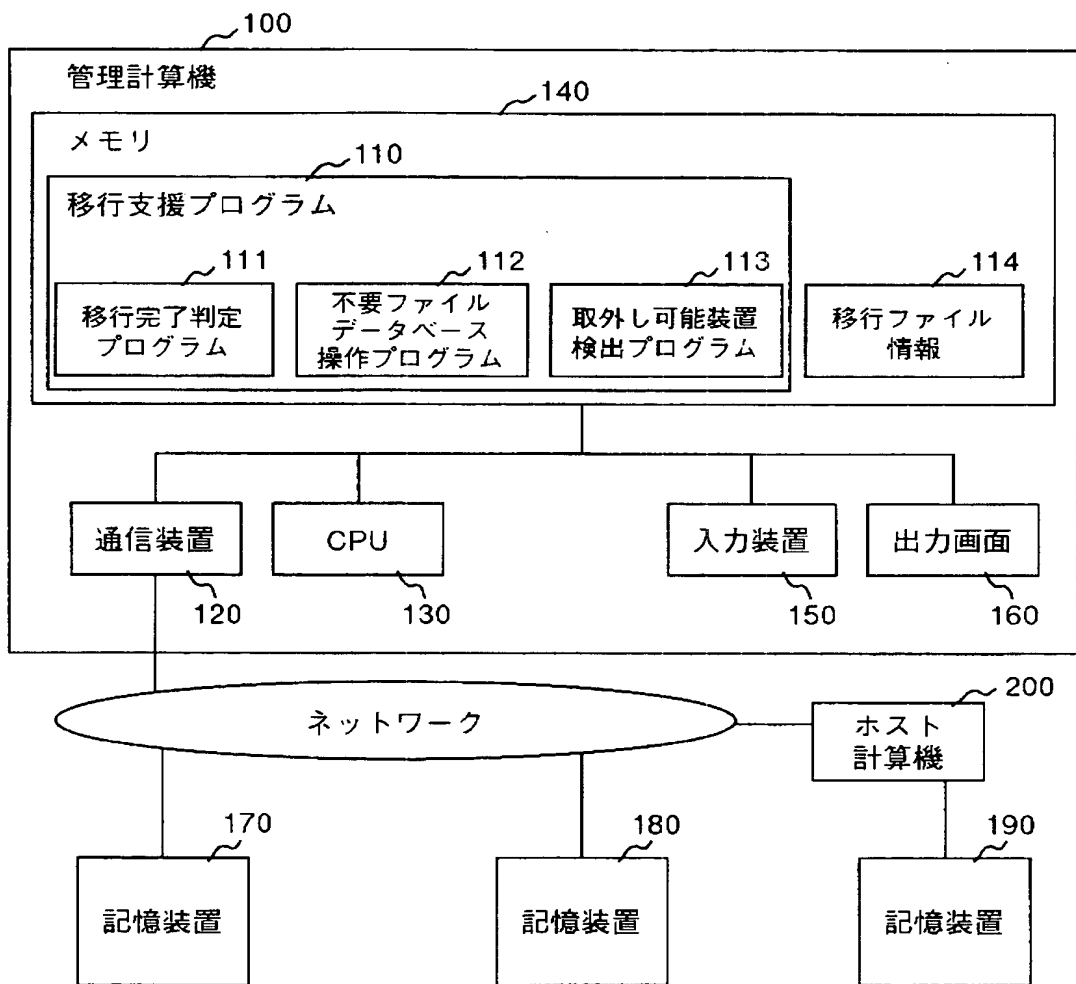 100
管理計算機
140
メモリ
110
移行支援プログラム
111
移行完了判定
プログラム
112
不要ファイル
データベース
操作プログラム
113
取外し可能装置
検出プログラム
114
移行ファイル
情報
通信装置
120
CPU
130
入力装置
150
出力画面
160
ネットワーク
200
ホスト
計算機
170
記憶装置
180
記憶装置
190
記憶装置